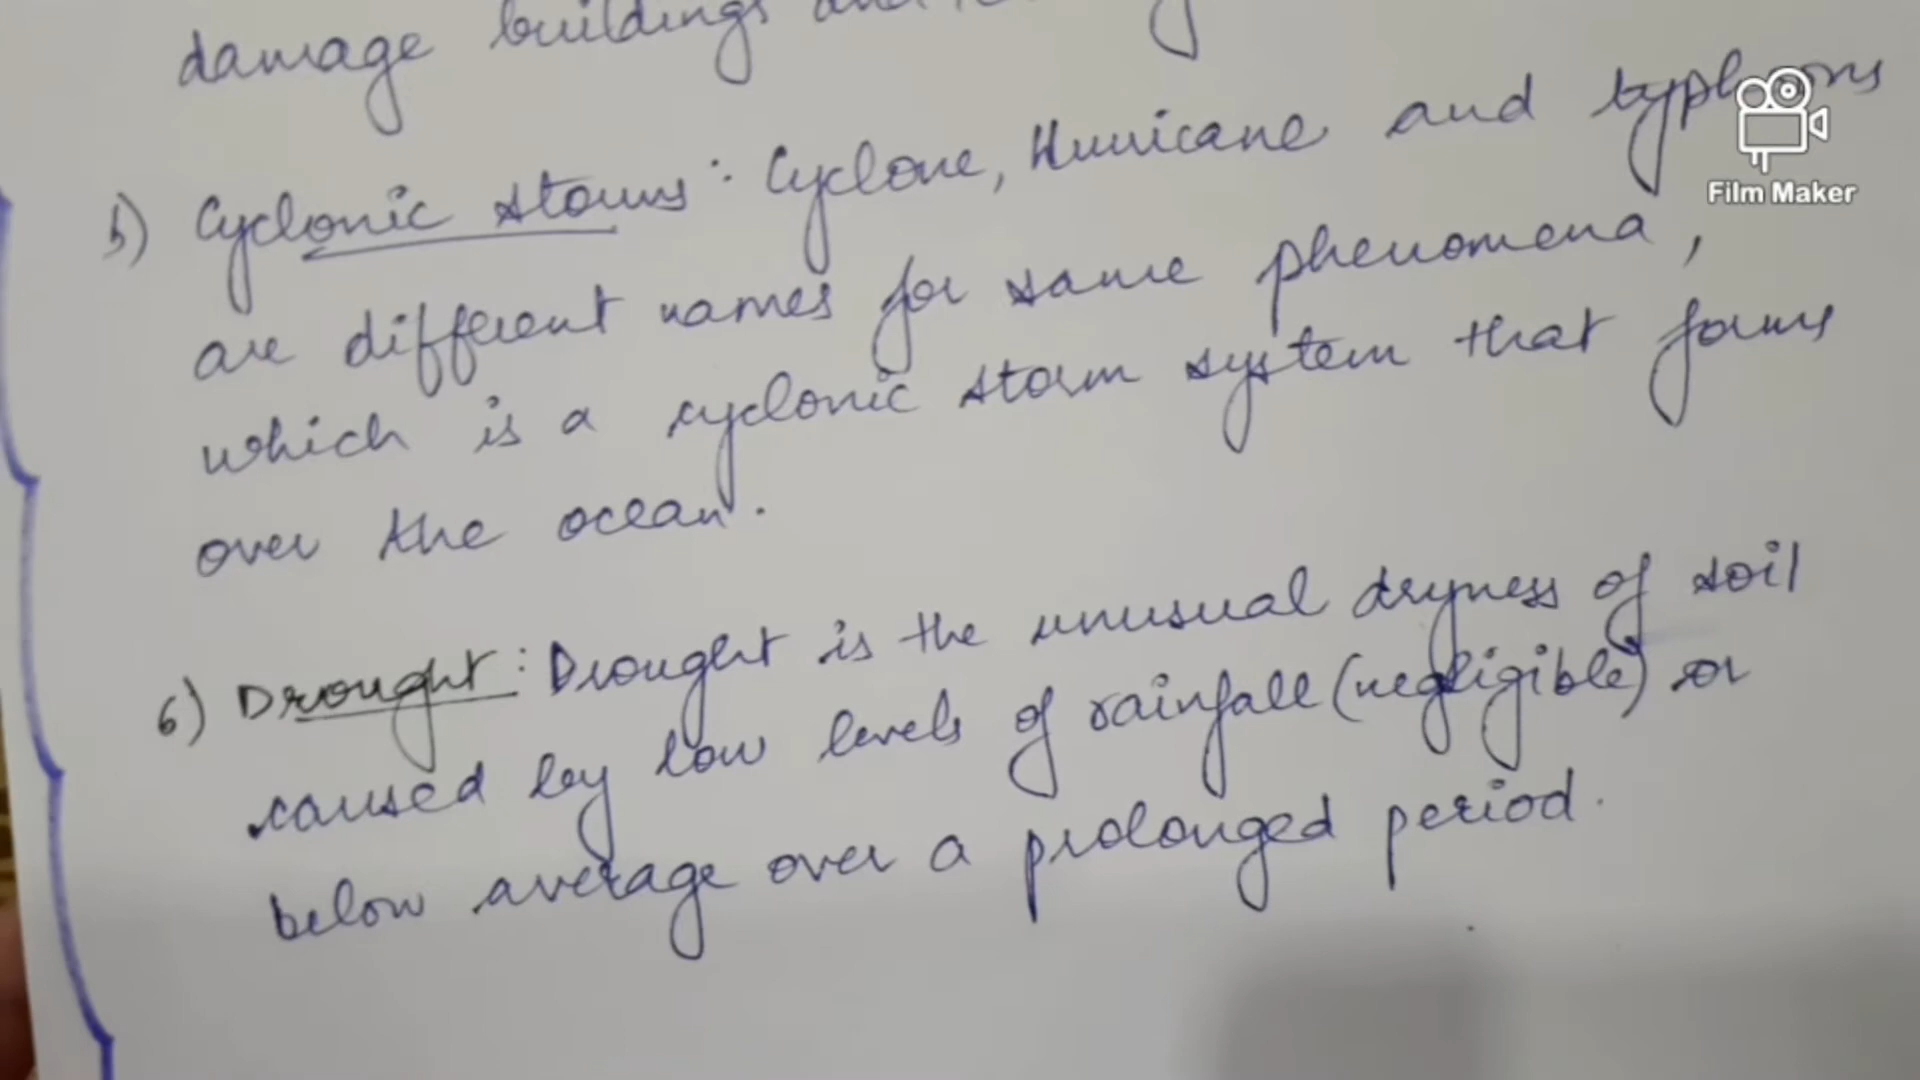 damage buildings
5) Cyclonic storms : Cyclone, Hurricane and typhoons
are different names for same phenomena,
which is a cyclonic storm system that forms
over the ocean.
6) Drought : Drought is the unusual dryness of soil
caused by low levels of rainfall (negligible) or
below average over a prolonged period.
Film Maker